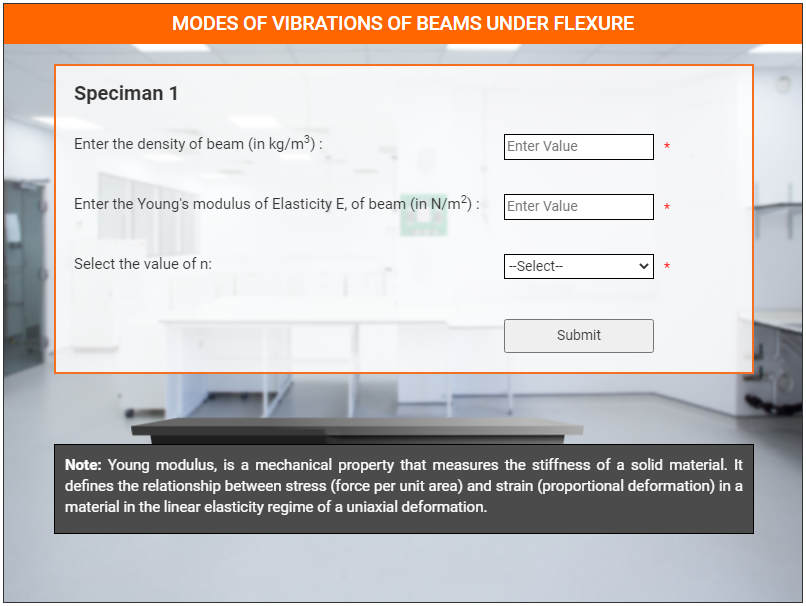 MODES OF VIBRATIONS OF BEAMS UNDER FLEXURE
Speciman 1
Enter the density of beam (in kg/m³) :
Enter Value
*
Enter the Young's modulus of Elasticity E, of beam (in N/m²) :
Enter Value
*
Select the value of n:
--Select--
*
Submit
Note: Young modulus, is a mechanical property that measures the stiffness of a solid material. It
defines the relationship between stress (force per unit area) and strain (proportional deformation) in a
material in the linear elasticity regime of a uniaxial deformation.